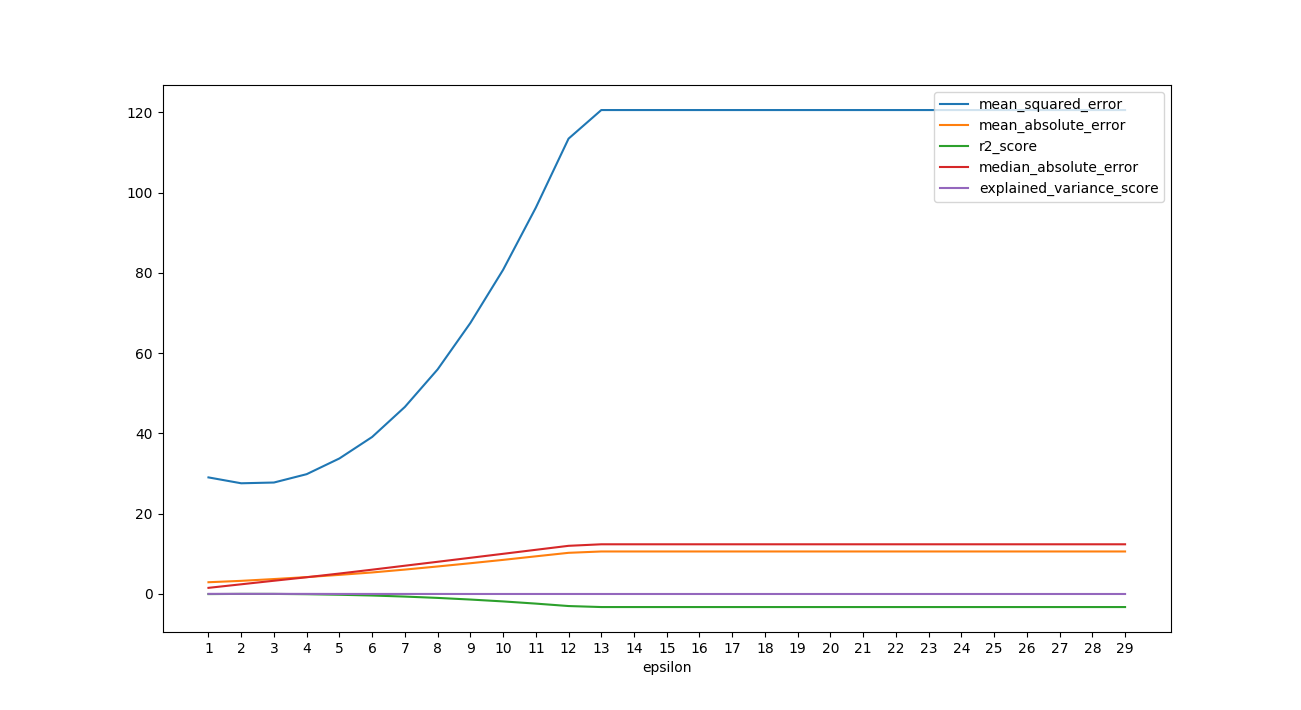 120
100
80
60
40
20
0
mean_squared_error
mean_absolute_error
r2_score
median_absolute_error
explained_variance_score
1 2 3 4 5 6 7 8 9 10 11 12 13 14 15 16 17 18 19 20 21 22 23 24 25 26 27 28 29
epsilon